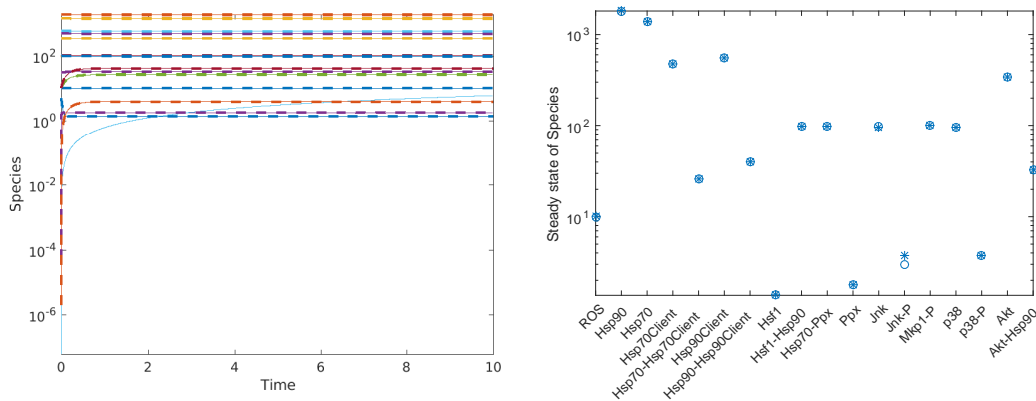 10^2
10^0
10^-2
10^-4
10^-6
Species
0
2
4
6
8
10
Time
10^3
10^2
10^1
Steady state of Species
ROS
Hsp90
Hsp70
Hsp70Client
Hsp70-Hsp70Client
Hsp90Client
Hsp90-Hsp90Client
Hsf1
Hsf1-Hsp90
Hsp70-Ppx
Ppx
Jnk
Jnk-P
Mkp1-P
p38
p38-P
Akt
Akt-Hsp90